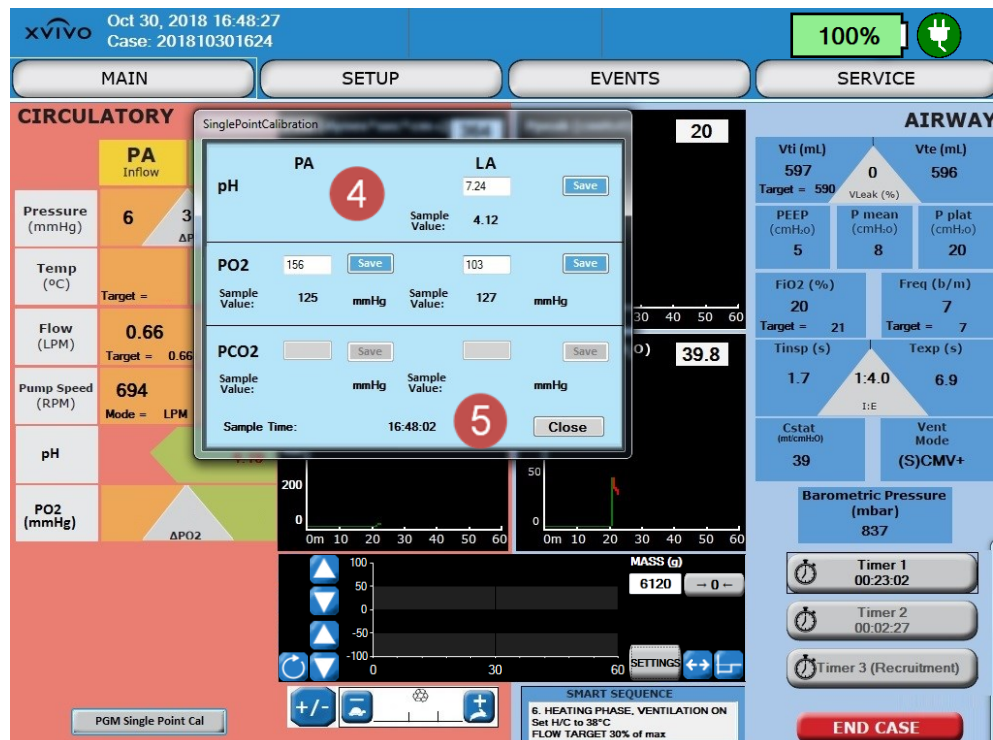 xvivo
Oct 30, 2018 16:48:27
Case: 201810301624
100%
MAIN
SETUP
EVENTS
SERVICE
CIRCULATORY
PA
Inflow
Pressure
(mmHg)
6
3
Temp
(ºC)
Target =
Flow
(LPM)
0.66
Target = 0.66
Pump Speed
(RPM)
694
Mode = LPM
pH
PO2
(mmHg)
ΔPO2
PGM Single Point Cal
SinglePointCalibration
PA
LA
pH
4
7.24
Save
Sample
Value:
4.12
PO2
156
Save
103
Save
Sample
Value:
125
mmHg
Sample
Value:
127
mmHg
PCO2
Save
Save
Sample
Value:
mmHg
Sample
Value:
mmHg
Sample Time:
16:48:02
5
Close
20
30 40 50 60
39.8
200
0
0m 10 20 30 40 50 60
50
0
0m 10 20 30 40 50 60
100
50
0
-50
-100
0
30
60
MASS (g)
6120
→ 0 ←
SETTINGS
+/-
SMART SEQUENCE
6. HEATING PHASE, VENTILATION ON
Set H/C to 38°C
FLOW TARGET 30% of max
AIRWAY
Vti (mL)
597
Target = 590
0
VLeak (%)
Vte (mL)
596
PEEP
(cmH₂o)
5
P mean
(cmH₂o)
8
P plat
(cmH₂o)
20
FiO2 (%)
20
Target = 21
Freq (b/m)
7
Target = 7
Tinsp (s)
1.7
1:4.0
I:E
Texp (s)
6.9
Cstat
(ml/cmH₂O)
39
Vent
Mode
(S)CMV+
Barometric Pressure
(mbar)
837
Timer 1
00:23:02
Timer 2
00:02:27
Timer 3 (Recruitment)
END CASE